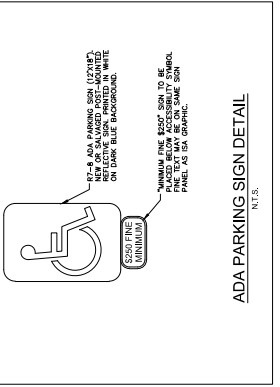 R7-8 ADA PARKING SIGN (12"X18").
NEW OR SALVAGED POST-MOUNTED
REFLECTIVE SIGN. PRINTED IN WHITE
ON DARK BLUE BACKGROUND.
$250 FINE
MINIMUM
"MINIMUM FINE $250" SIGN TO BE
PLACED BELOW ACCESSIBILITY SYMBOL
FINE TEXT MAY BE ON SAME SIGN
PANEL AS ISA GRAPHIC.
ADA PARKING SIGN DETAIL
N.T.S.